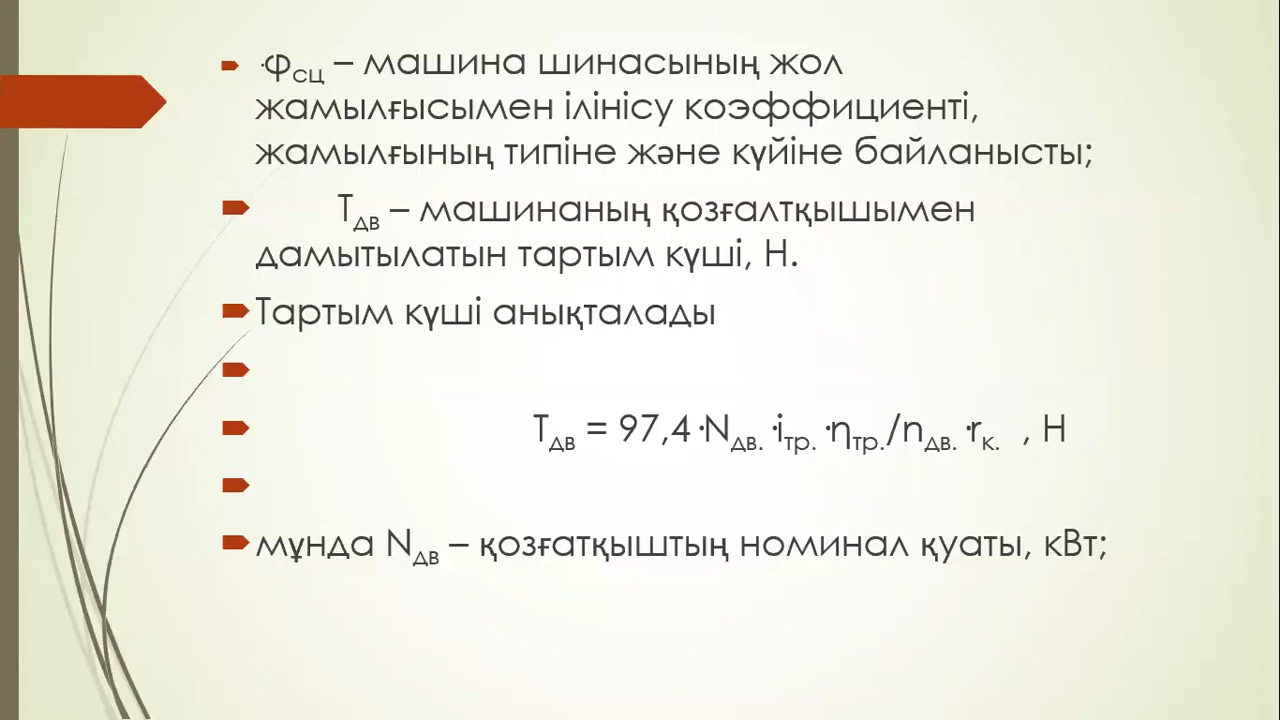 ·φсц – машина шинасының жол
жамылғысымен ілінісу коэффициенті,
жамылғының типіне және күйіне байланысты;
Тдв – машинаның қозғалтқышымен
дамытылатын тартым күші, Н.
Тартым күші анықталады
Тдв = 97,4·Nдв.·iтр.·ηтр./nдв.·rк. , Н
мұнда Nдв – қозғатқыштың номинал қуаты, кВт;